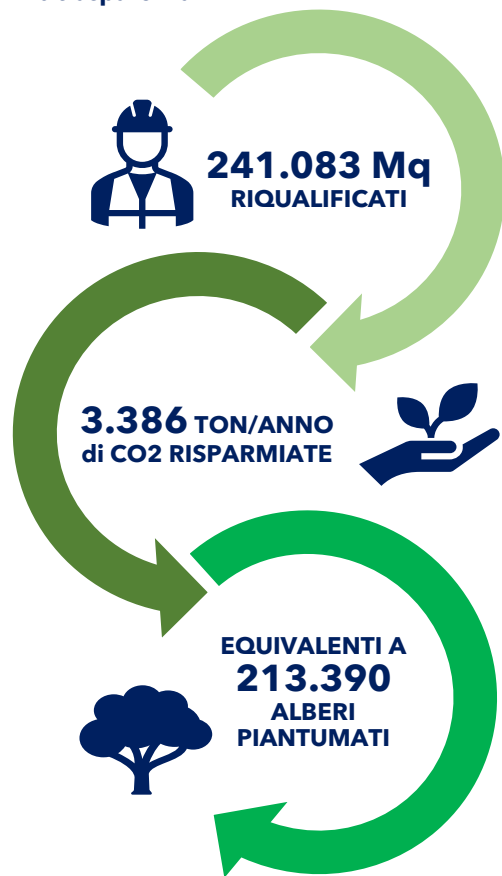 241.083 Mq
RIQUALIFICATI
3.386 TON/ANNO
di CO2 RISPARMIATE
EQUIVALENTI A
213.390
ALBERI
PIANTUMATI